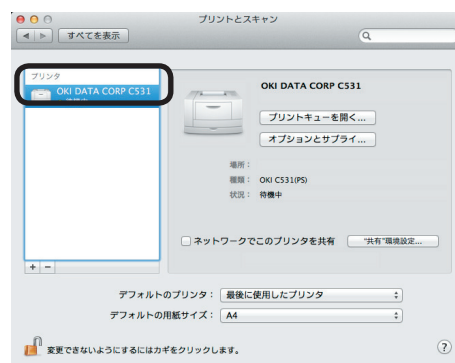 プリントとスキャン
すべてを表示
プリンタ
OKI DATA CORP C531
OKI DATA CORP C531
プリントキューを開く...
オプションとサプライ...
場所：
種類： OKI C531(PS)
状況： 待機中
ネットワークでこのプリンタを共有 "共有"環境設定...
+ −
デフォルトのプリンタ： 最後に使用したプリンタ
デフォルトの用紙サイズ： A4
変更できないようにするにはカギをクリックします。 ?